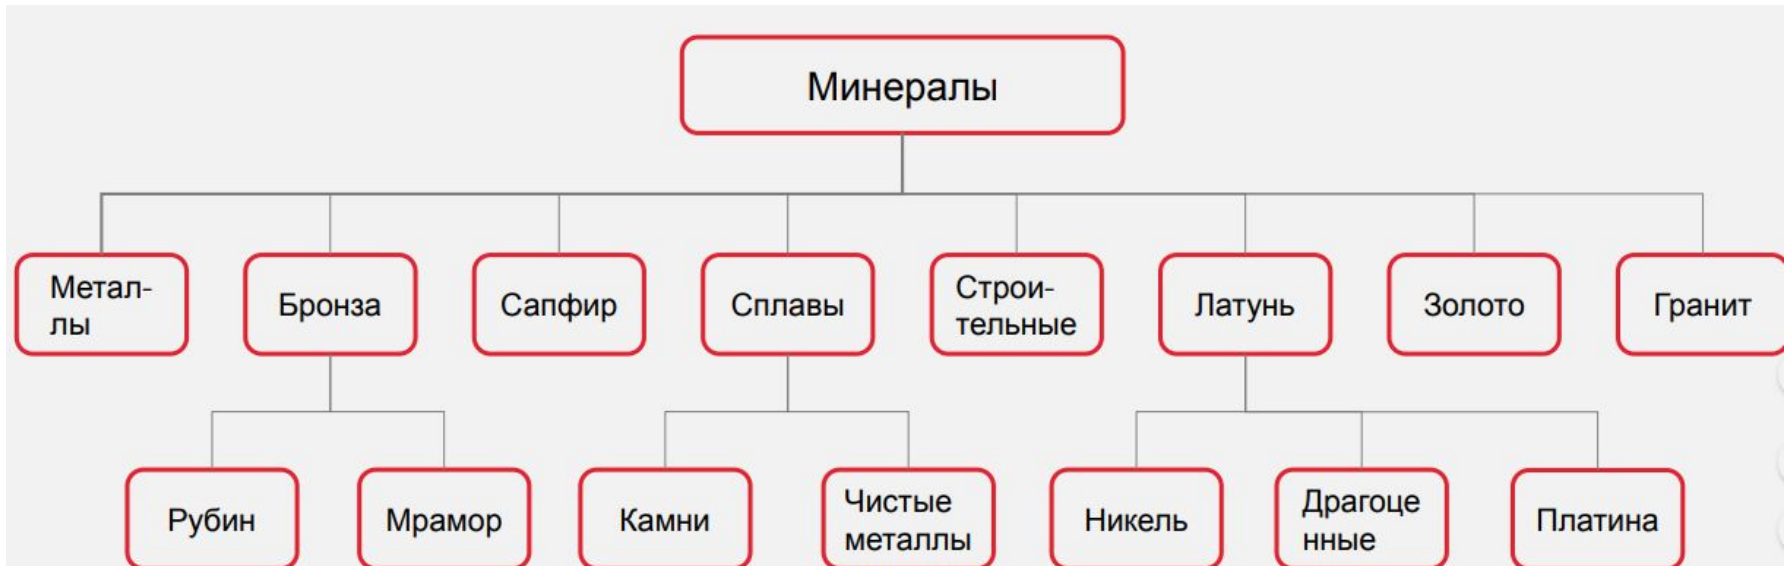 Минералы
Метал-
лы
Бронза
Сапфир
Сплавы
Строи-
тельные
Латунь
Золото
Гранит
Рубин
Мрамор
Камни
Чистые
металлы
Никель
Драгоце
нные
Платина